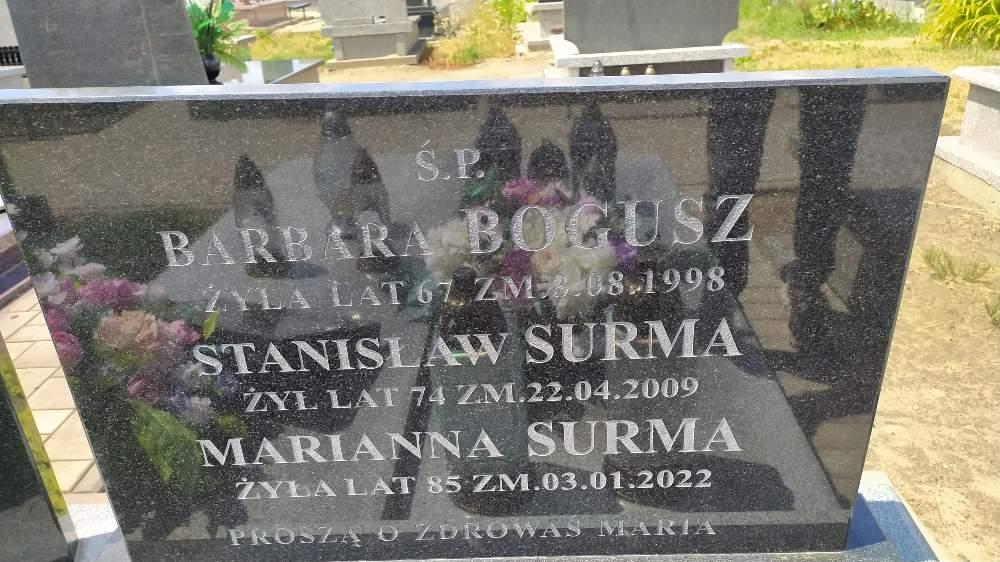 Ś.P.
BARBARA BOGUSZ
ŻYŁA LAT 67 ZM.8.08.1998
STANISŁAW SURMA
ŻYŁ LAT 74 ZM.22.04.2009
MARIANNA SURMA
ŻYŁA LAT 85 ZM.03.01.2022
PROSZĄ O ZDROWAŚ MARIA